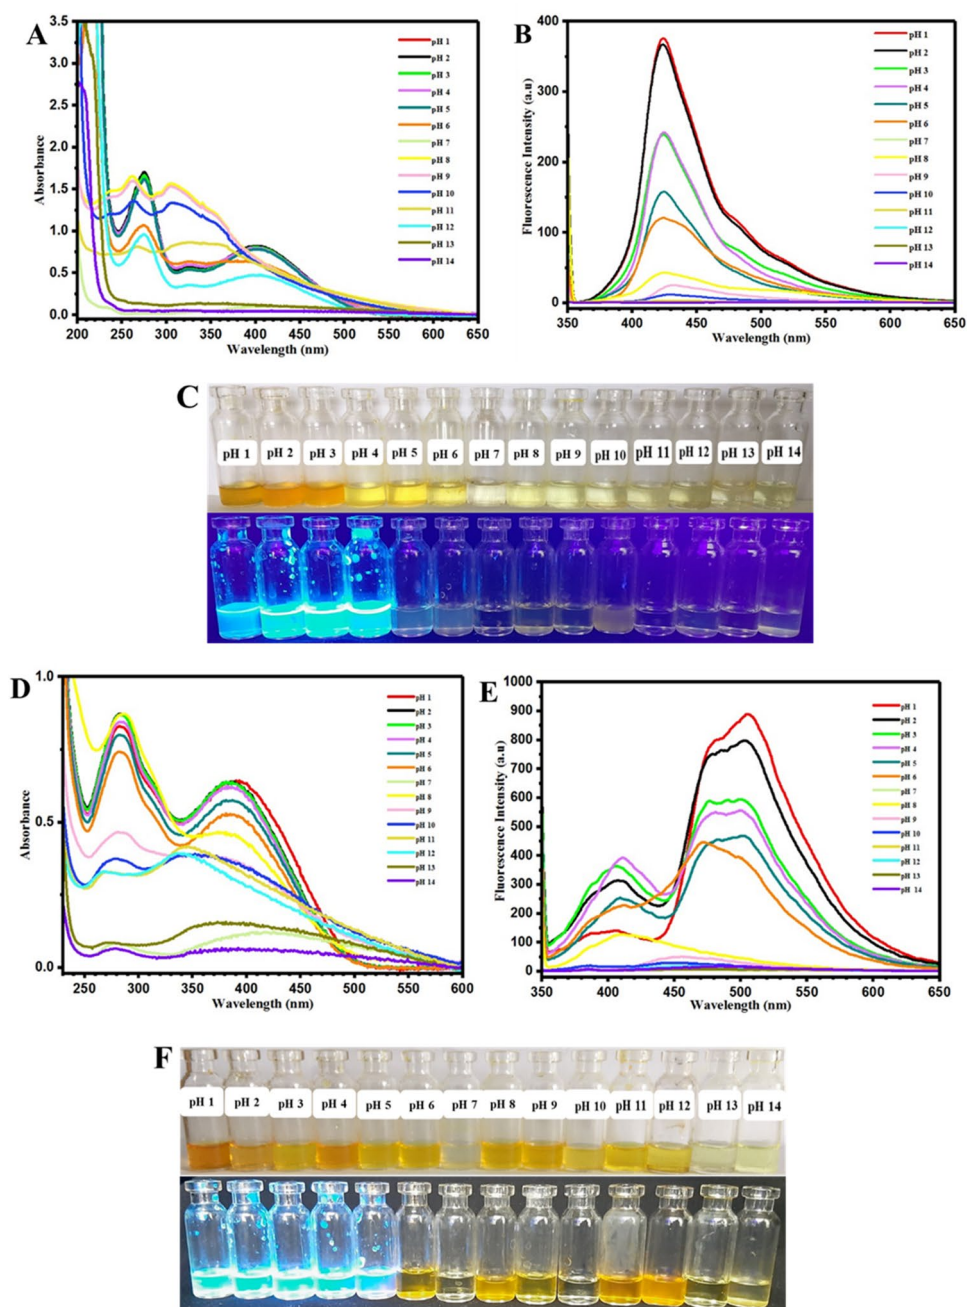 A
3.5
3.0
2.5
2.0
1.5
1.0
0.5
0.0
200 250 300 350 400 450 500 550 600 650
Absorbance
Wavelength (nm)
pH 1
pH 2
pH 3
pH 4
pH 5
pH 6
pH 7
pH 8
pH 9
pH 10
pH 11
pH 12
pH 13
pH 14
B
400
300
200
100
0
350 400 450 500 550 600 650
Fluorescence Intensity (a.u)
Wavelength (nm)
pH 1
pH 2
pH 3
pH 4
pH 5
pH 6
pH 7
pH 8
pH 9
pH 10
pH 11
pH 12
pH 13
pH 14
C
pH 1 pH 2 pH 3 pH 4 pH 5 pH 6 pH 7 pH 8 pH 9 pH 10 pH 11 pH 12 pH 13 pH 14
D
1.0
0.5
0.0
250 300 350 400 450 500 550 600
Absorbance
Wavelength (nm)
pH 1
pH 2
pH 3
pH 4
pH 5
pH 6
pH 7
pH 8
pH 9
pH 10
pH 11
pH 12
pH 13
pH 14
E
1000
900
800
700
600
500
400
300
200
100
0
350 400 450 500 550 600 650
Fluorescence Intensity (a.u)
Wavelength (nm)
pH 1
pH 2
pH 3
pH 4
pH 5
pH 6
pH 7
pH 8
pH 9
pH 10
pH 11
pH 12
pH 13
pH 14
F
pH 1 pH 2 pH 3 pH 4 pH 5 pH 6 pH 7 pH 8 pH 9 pH 10 pH 11 pH 12 pH 13 pH 14